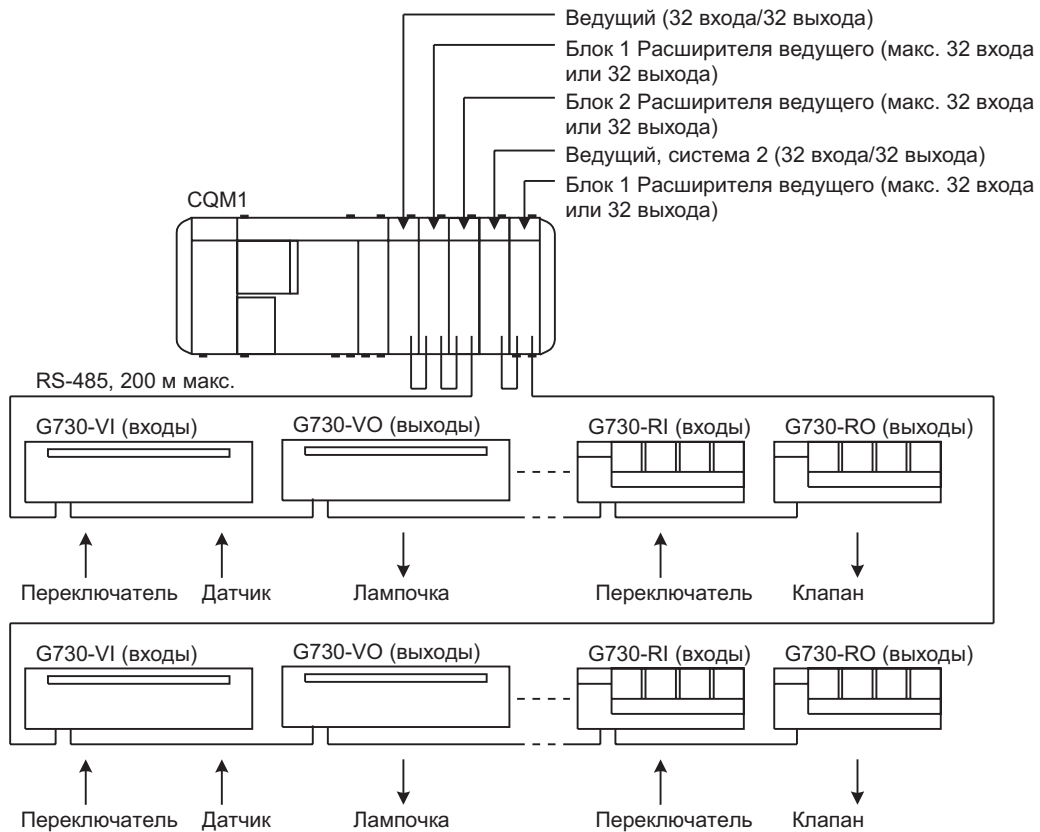 Ведущий (32 входа/32 выхода)
Блок 1 Расширителя ведущего (макс. 32 входа
или 32 выхода)
Блок 2 Расширителя ведущего (макс. 32 входа
или 32 выхода)
Ведущий, система 2 (32 входа/32 выхода)
Блок 1 Расширителя ведущего (макс. 32 входа
или 32 выхода)
CQM1
RS-485, 200 м макс.
G730-VI (входы)
G730-VO (выходы)
G730-RI (входы)
G730-RO (выходы)
Переключатель
Датчик
Лампочка
Переключатель
Клапан
G730-VI (входы)
G730-VO (выходы)
G730-RI (входы)
G730-RO (выходы)
Переключатель
Датчик
Лампочка
Переключатель
Клапан